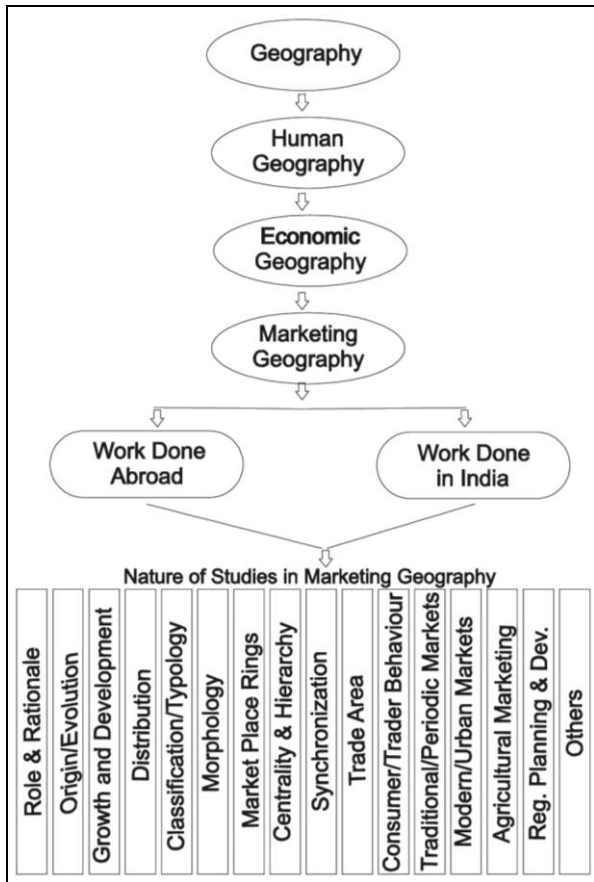 Geography
Human
Geography
Economic
Geography
Marketing
Geography
Work Done
Abroad
Work Done
in India
Nature of Studies in Marketing Geography
Role & Rationale
Origin/Evolution
Growth and Development
Distribution
Classification/Typology
Morphology
Market Place Rings
Centrality & Hierarchy
Synchronization
Trade Area
Consumer/Trader Behaviour
Traditional/Periodic Markets
Modern/Urban Markets
Agricultural Marketing
Reg. Planning & Dev.
Others